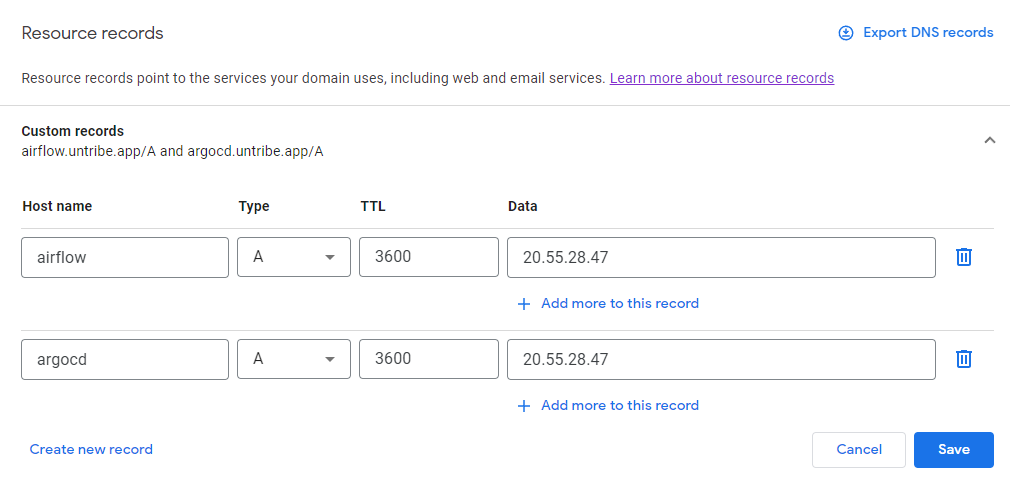 Resource records
Export DNS records
Resource records point to the services your domain uses, including web and email services. Learn more about resource records
Custom records
airflow.untribe.app/A and argocd.untribe.app/A
Host name Type TTL Data
airflow A 3600 20.55.28.47
Add more to this record
argocd A 3600 20.55.28.47
Add more to this record
Create new record Cancel Save